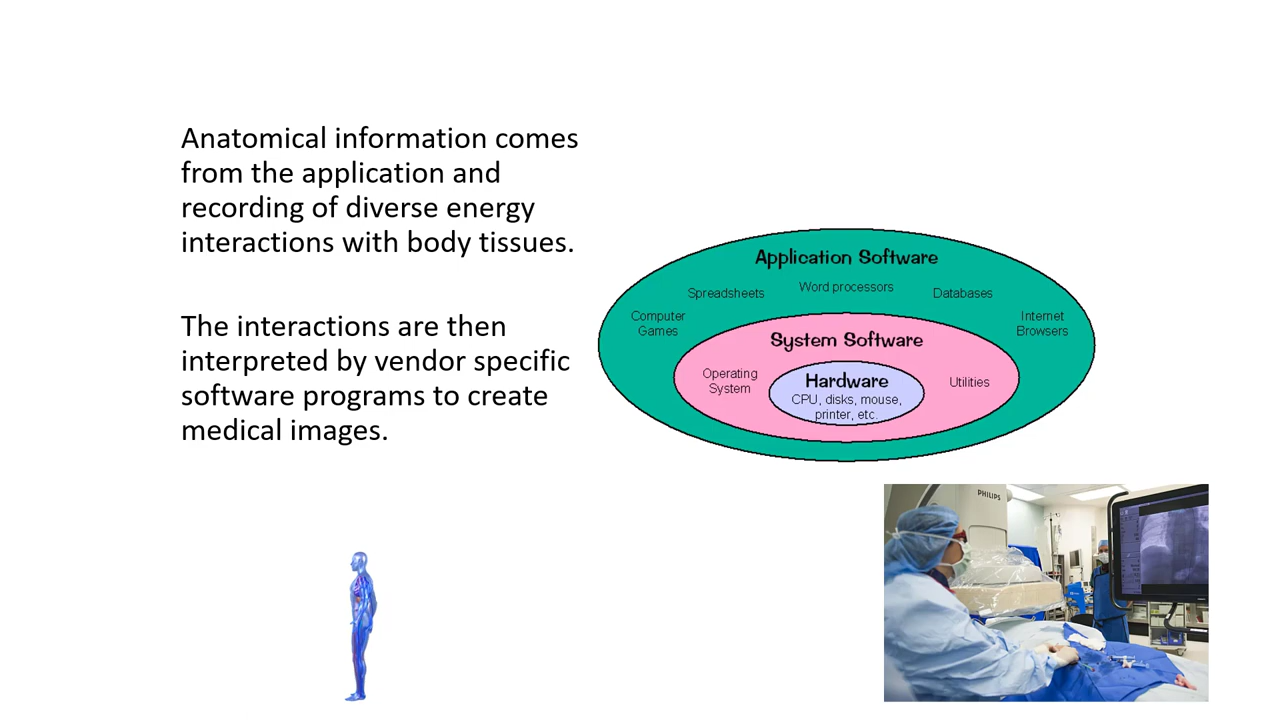 Anatomical information comes
from the application and
recording of diverse energy
interactions with body tissues.
The interactions are then
interpreted by vendor specific
software programs to create
medical images.
Application Software
Spreadsheets
Word processors
Databases
Computer
Games
Internet
Browsers
System Software
Operating
System
Utilities
Hardware
CPU, disks, mouse,
printer, etc.
PHILIPS